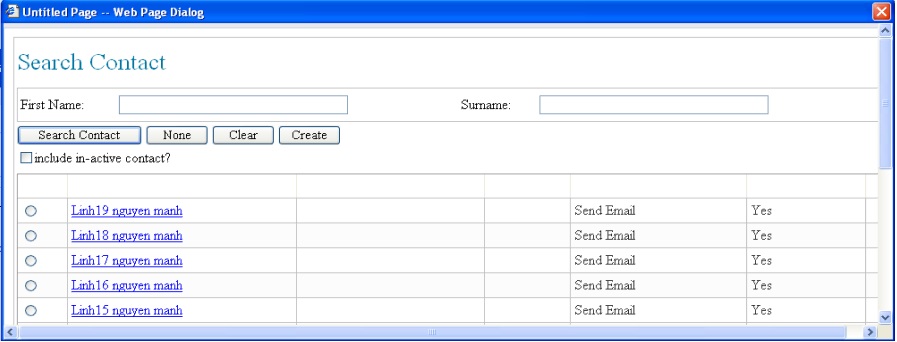 Untitled Page -- Web Page Dialog
Search Contact
First Name: Surname:
Search Contact None Clear Create
include in-active contact?
Linh19 nguyen manh Send Email Yes
Linh18 nguyen manh Send Email Yes
Linh17 nguyen manh Send Email Yes
Linh16 nguyen manh Send Email Yes
Linh15 nguyen manh Send Email Yes